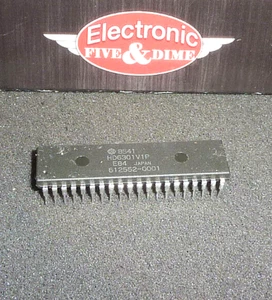 Electronic
FIVE & DIME
8541
HD6301V1P
E84 JAPAN
612552-0001